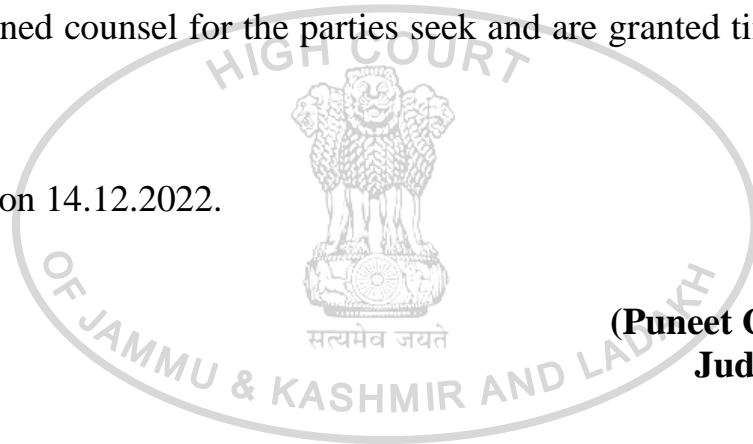 ned counsel for the parties seek and are granted ti
HIGH COURT
on 14.12.2022.
सत्यमेव जयते
(Puneet
Jud
OF JAMMU & KASHMIR AND LADAKH